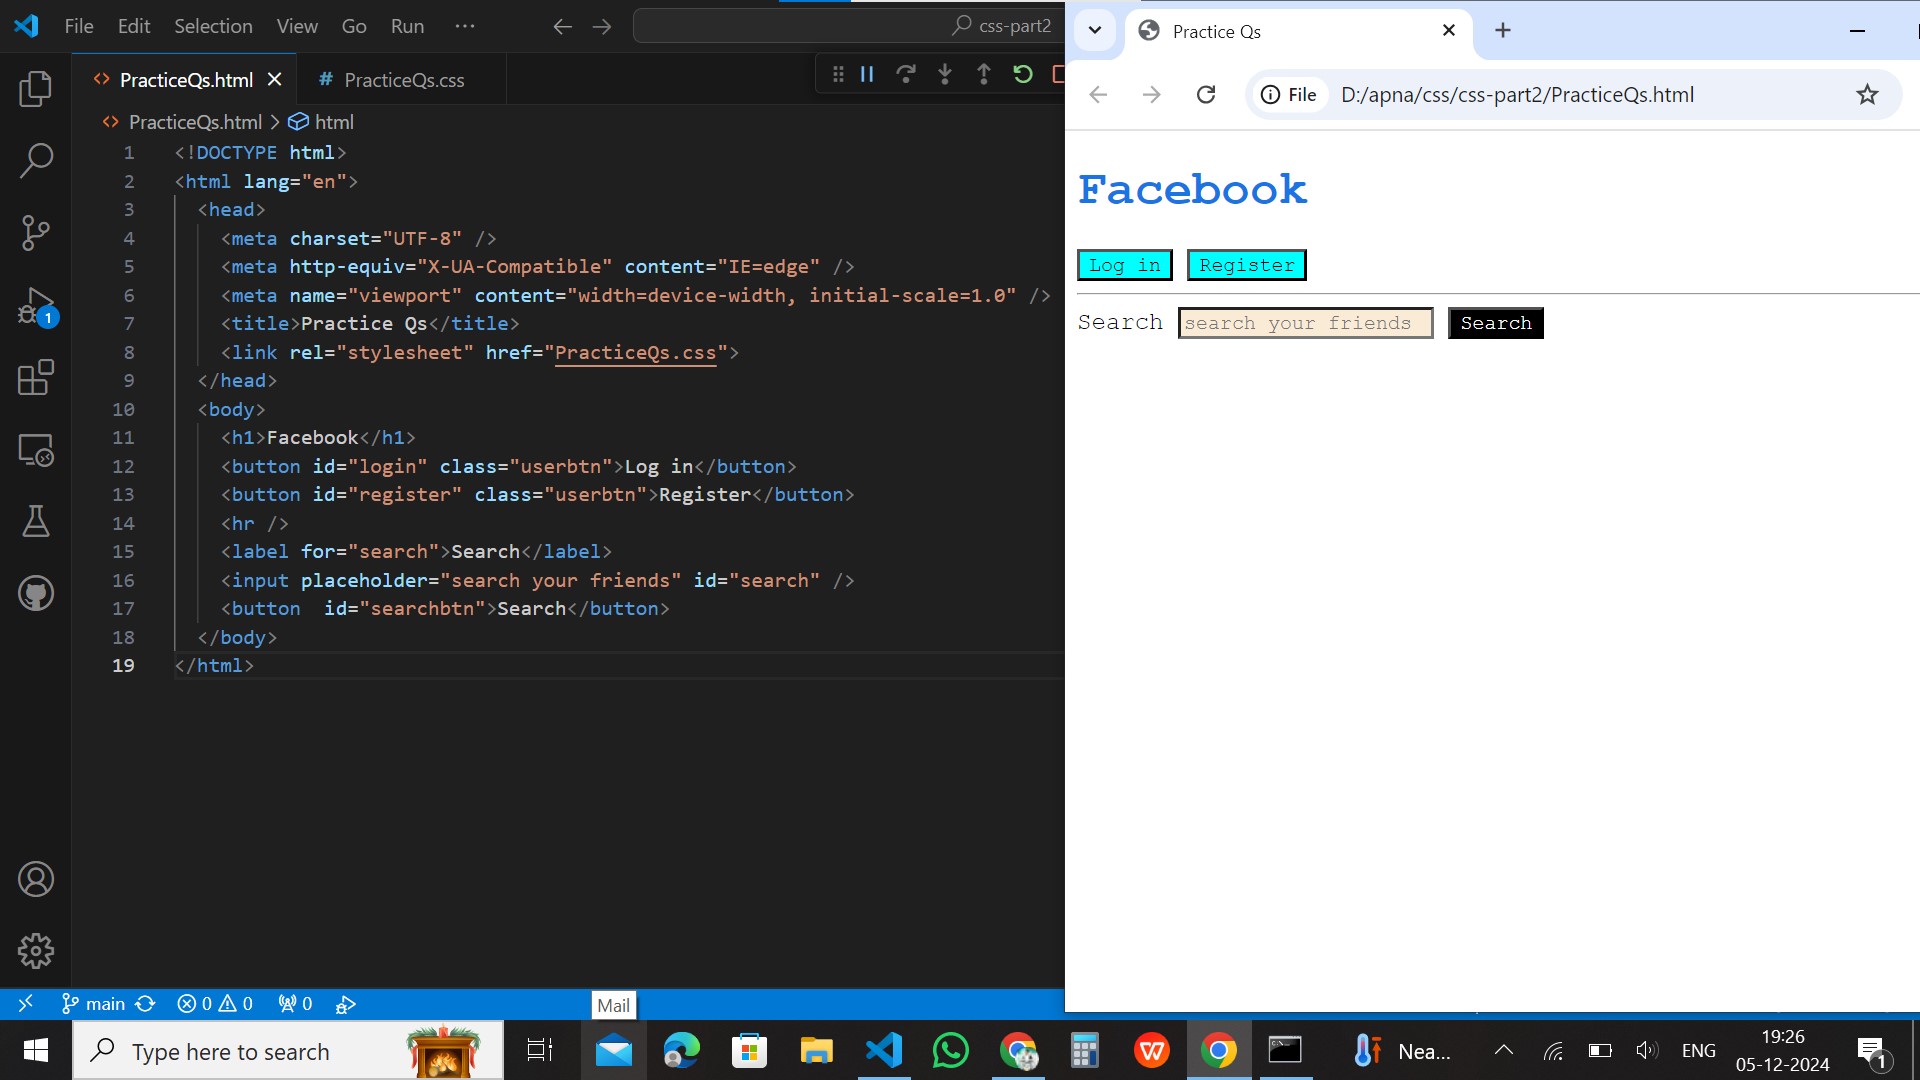 File Edit Selection View Go Run ··· css-part2
PracticeQs.html PracticeQs.css
PracticeQs.html > html
1 <!DOCTYPE html>
2 <html lang="en">
3 <head>
4 <meta charset="UTF-8" />
5 <meta http-equiv="X-UA-Compatible" content="IE=edge" />
6 <meta name="viewport" content="width=device-width, initial-scale=1.0" />
7 <title>Practice Qs</title>
8 <link rel="stylesheet" href="PracticeQs.css">
9 </head>
10 <body>
11 <h1>Facebook</h1>
12 <button id="login" class="userbtn">Log in</button>
13 <button id="register" class="userbtn">Register</button>
14 <hr />
15 <label for="search">Search</label>
16 <input placeholder="search your friends" id="search" />
17 <button  id="searchbtn">Search</button>
18 </body>
19 </html>
1
main 0 0 0
Mail
Practice Qs
File D:/apna/css/css-part2/PracticeQs.html
Facebook
Log in Register
Search search your friends Search
Type here to search
Nea... ENG
19:26
05-12-2024
1